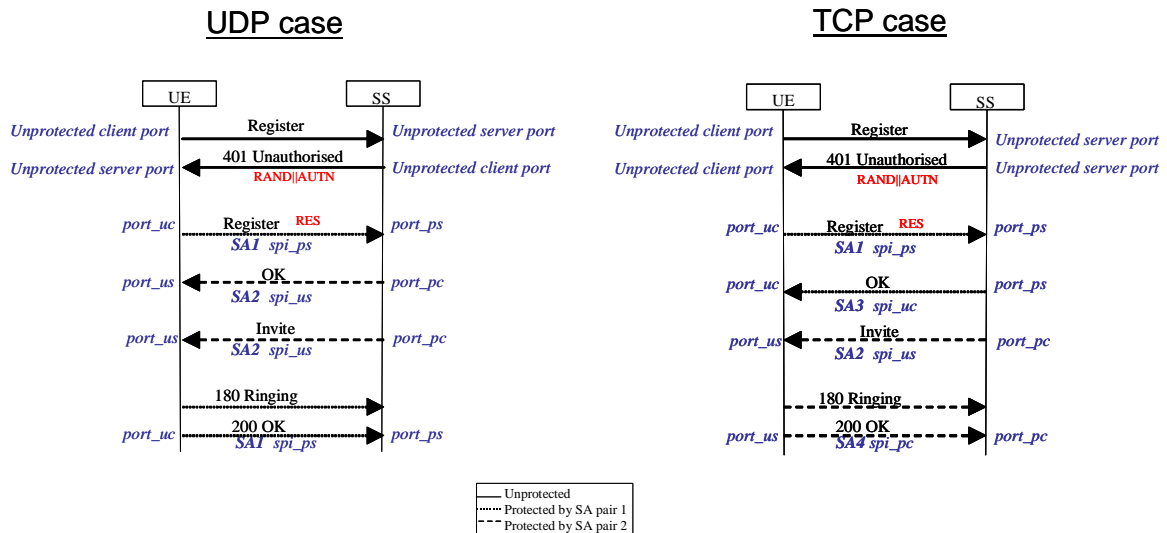 UDP case
TCP case
UE
SS
Unprotected client port
Register
Unprotected server port
Unprotected server port
401 Unauthorised
Unprotected client port
RAND||AUTN
port_uc
Register
RES
port_ps
SA1 spi_ps
port_us
OK
port_pc
SA2 spi_us
port_us
Invite
port_pc
SA2 spi_us
180 Ringing
port_uc
200 OK
port_ps
SA1 spi_ps
UE
SS
Unprotected client port
Register
Unprotected server port
Unprotected client port
401 Unauthorised
Unprotected server port
RAND||AUTN
port_uc
Register
RES
port_ps
SA1 spi_ps
port_uc
OK
port_ps
SA3 spi_uc
port_us
Invite
port_pc
SA2 spi_us
180 Ringing
port_us
200 OK
port_pc
SA4 spi_pc
Unprotected
Protected by SA pair 1
Protected by SA pair 2